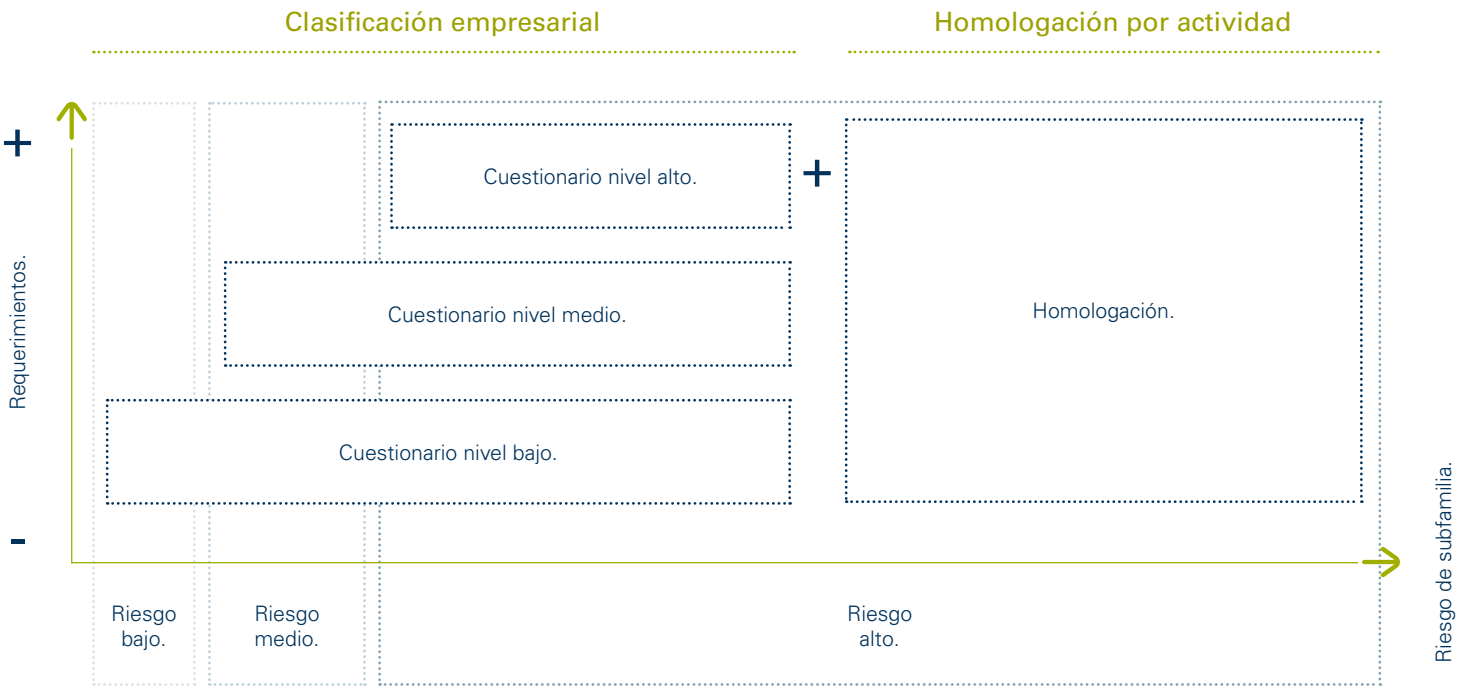 Clasificación empresarial
Homologación por actividad
+
Requerimientos.
-
Cuestionario nivel alto.
+
Homologación.
Cuestionario nivel medio.
Cuestionario nivel bajo.
Riesgo
bajo.
Riesgo
medio.
Riesgo
alto.
Riesgo de subfamilia.